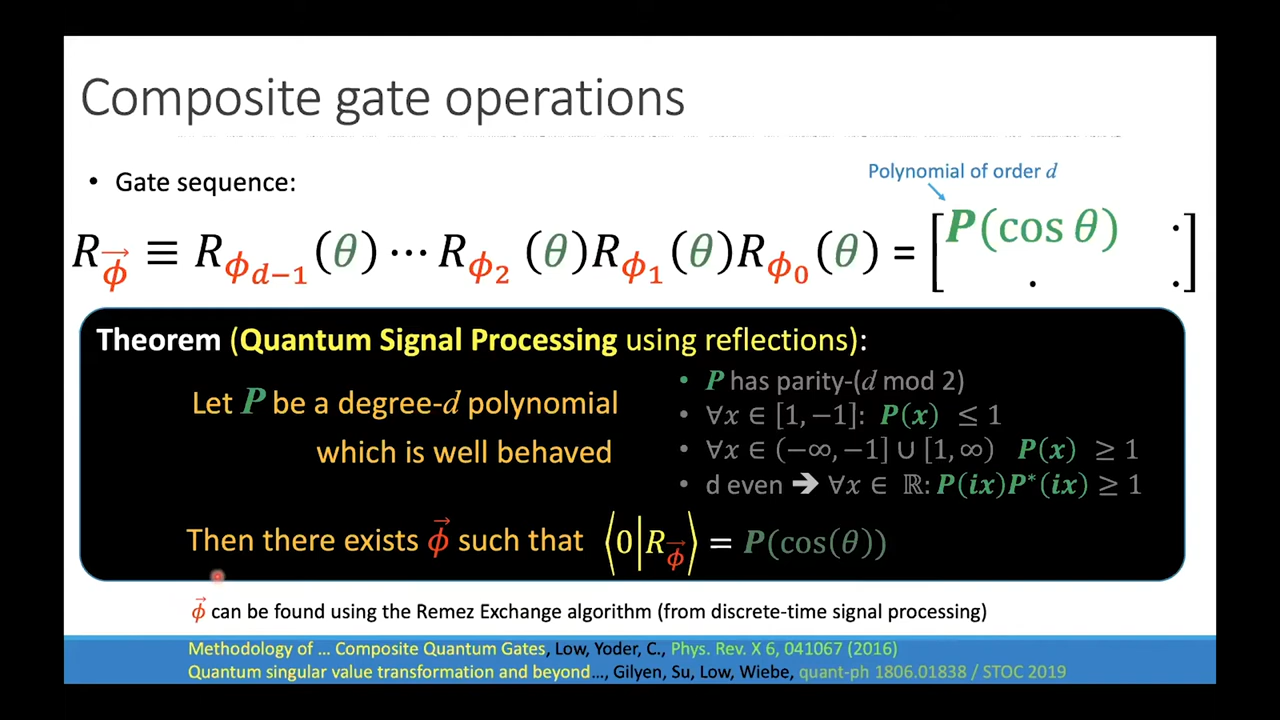 Composite gate operations
Polynomial of order d
• Gate sequence:
R_ϕ⃗ ≡ R_ϕ_{d−1} (θ) ⋯ R_ϕ_2 (θ) R_ϕ_1 (θ) R_ϕ_0 (θ) = [P(cos θ) · · ·]
Theorem (Quantum Signal Processing using reflections):
Let P be a degree-d polynomial
which is well behaved
• P has parity-(d mod 2)
• ∀x ∈ [1, −1]: P(x) ≤ 1
• ∀x ∈ (−∞, −1] ∪ [1, ∞) P(x) ≥ 1
• d even ➔ ∀x ∈ ℝ: P(ix)P*(ix) ≥ 1
Then there exists ϕ⃗ such that ⟨0|R_ϕ⃗⟩ = P(cos(θ))
ϕ⃗ can be found using the Remez Exchange algorithm (from discrete-time signal processing)
Methodology of … Composite Quantum Gates, Low, Yoder, C., Phys. Rev. X 6, 041067 (2016)
Quantum singular value transformation and beyond…, Gilyen, Su, Low, Wiebe, quant-ph 1806.01838 / STOC 2019